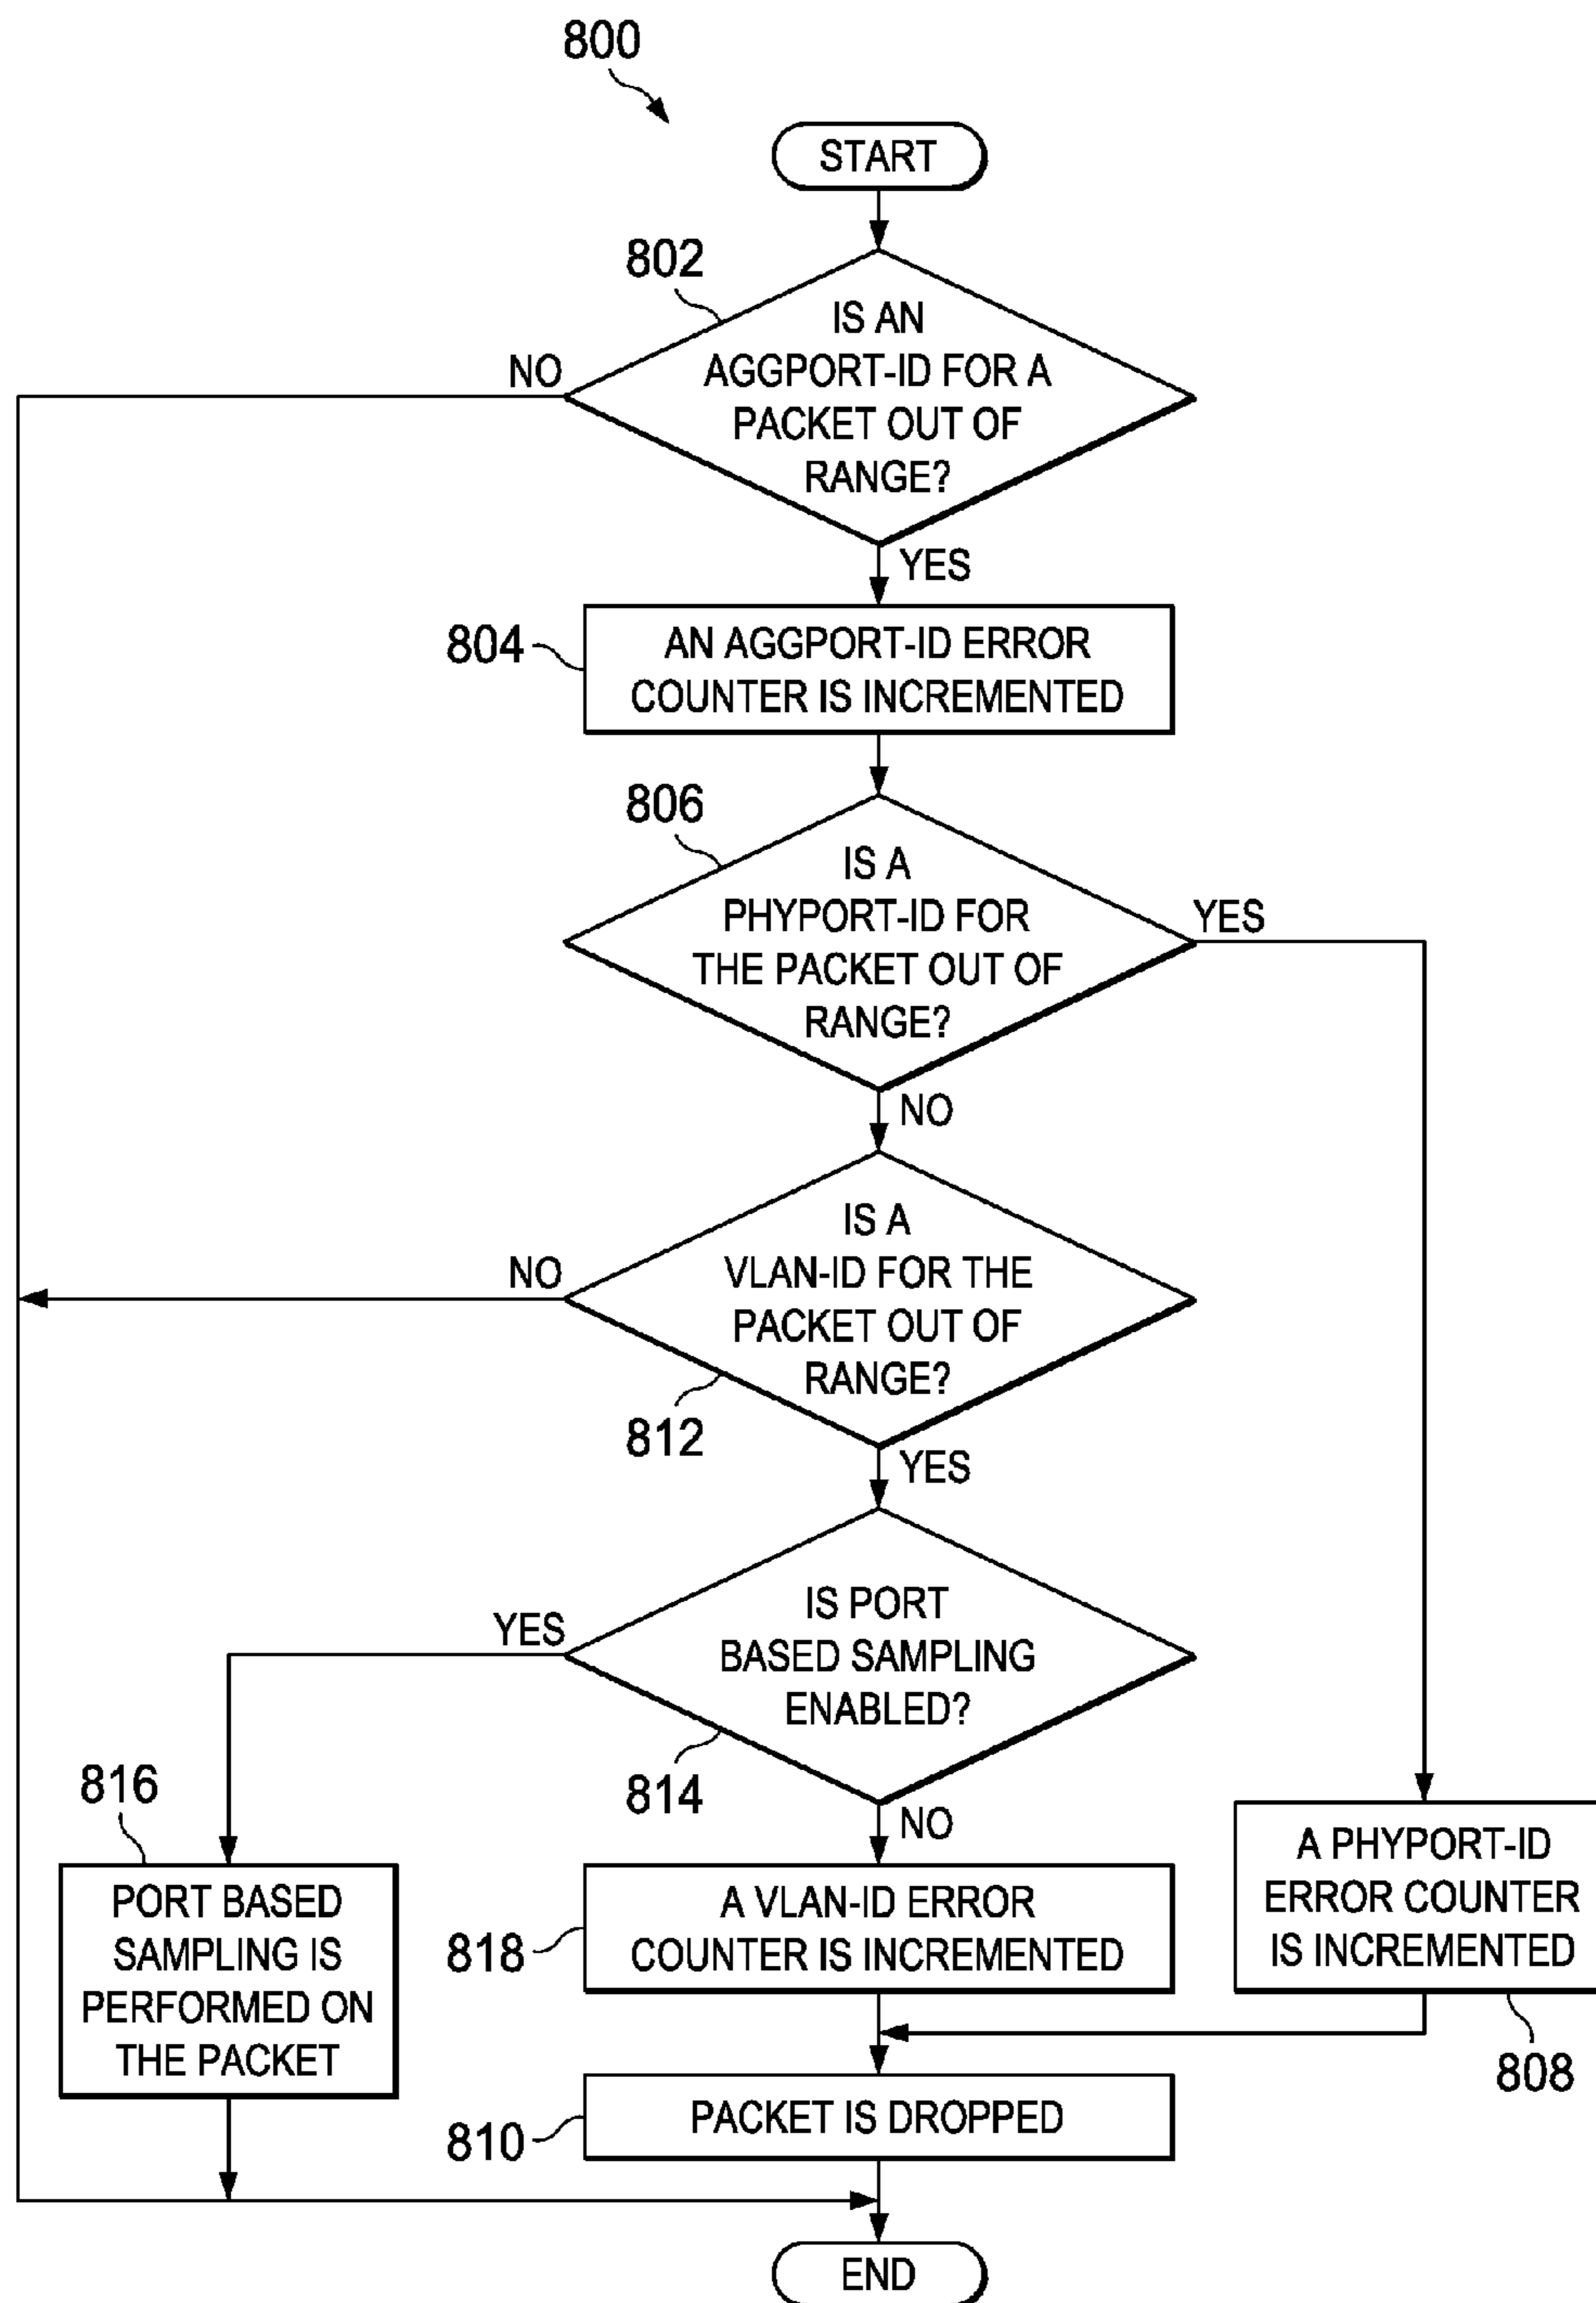 800
START
802
IS AN
AGGPORT-ID FOR A
PACKET OUT OF
RANGE?
NO
YES
804
AN AGGPORT-ID ERROR
COUNTER IS INCREMENTED
806
IS A
PHYPORT-ID FOR
THE PACKET OUT OF
RANGE?
YES
NO
IS A
VLAN-ID FOR THE
PACKET OUT OF
RANGE?
NO
812
YES
IS PORT
BASED SAMPLING
ENABLED?
YES
814
NO
816
PORT BASED
SAMPLING IS
PERFORMED ON
THE PACKET
818
A VLAN-ID ERROR
COUNTER IS INCREMENTED
A PHYPORT-ID
ERROR COUNTER
IS INCREMENTED
808
810
PACKET IS DROPPED
END